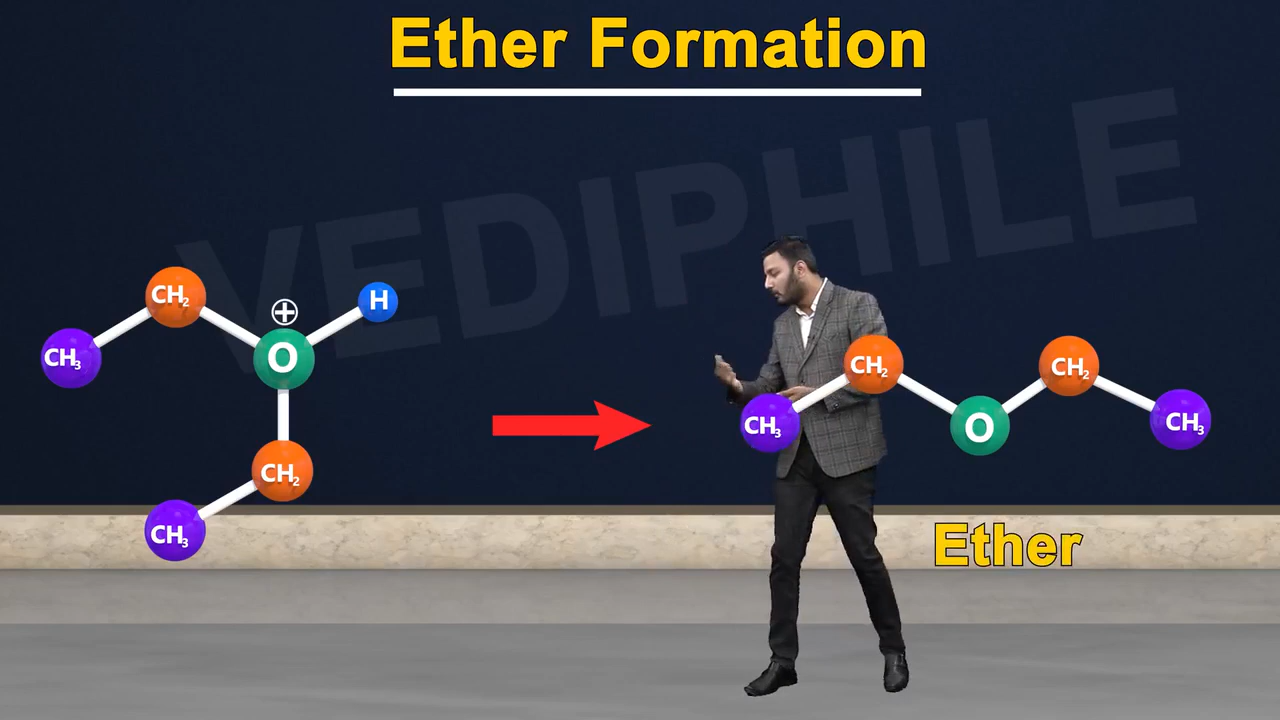 Ether Formation
VEDIPHILE
CH₂
H
CH₃
O
CH₂
CH₃
CH₂
CH₃
O
CH₂
CH₃
Ether